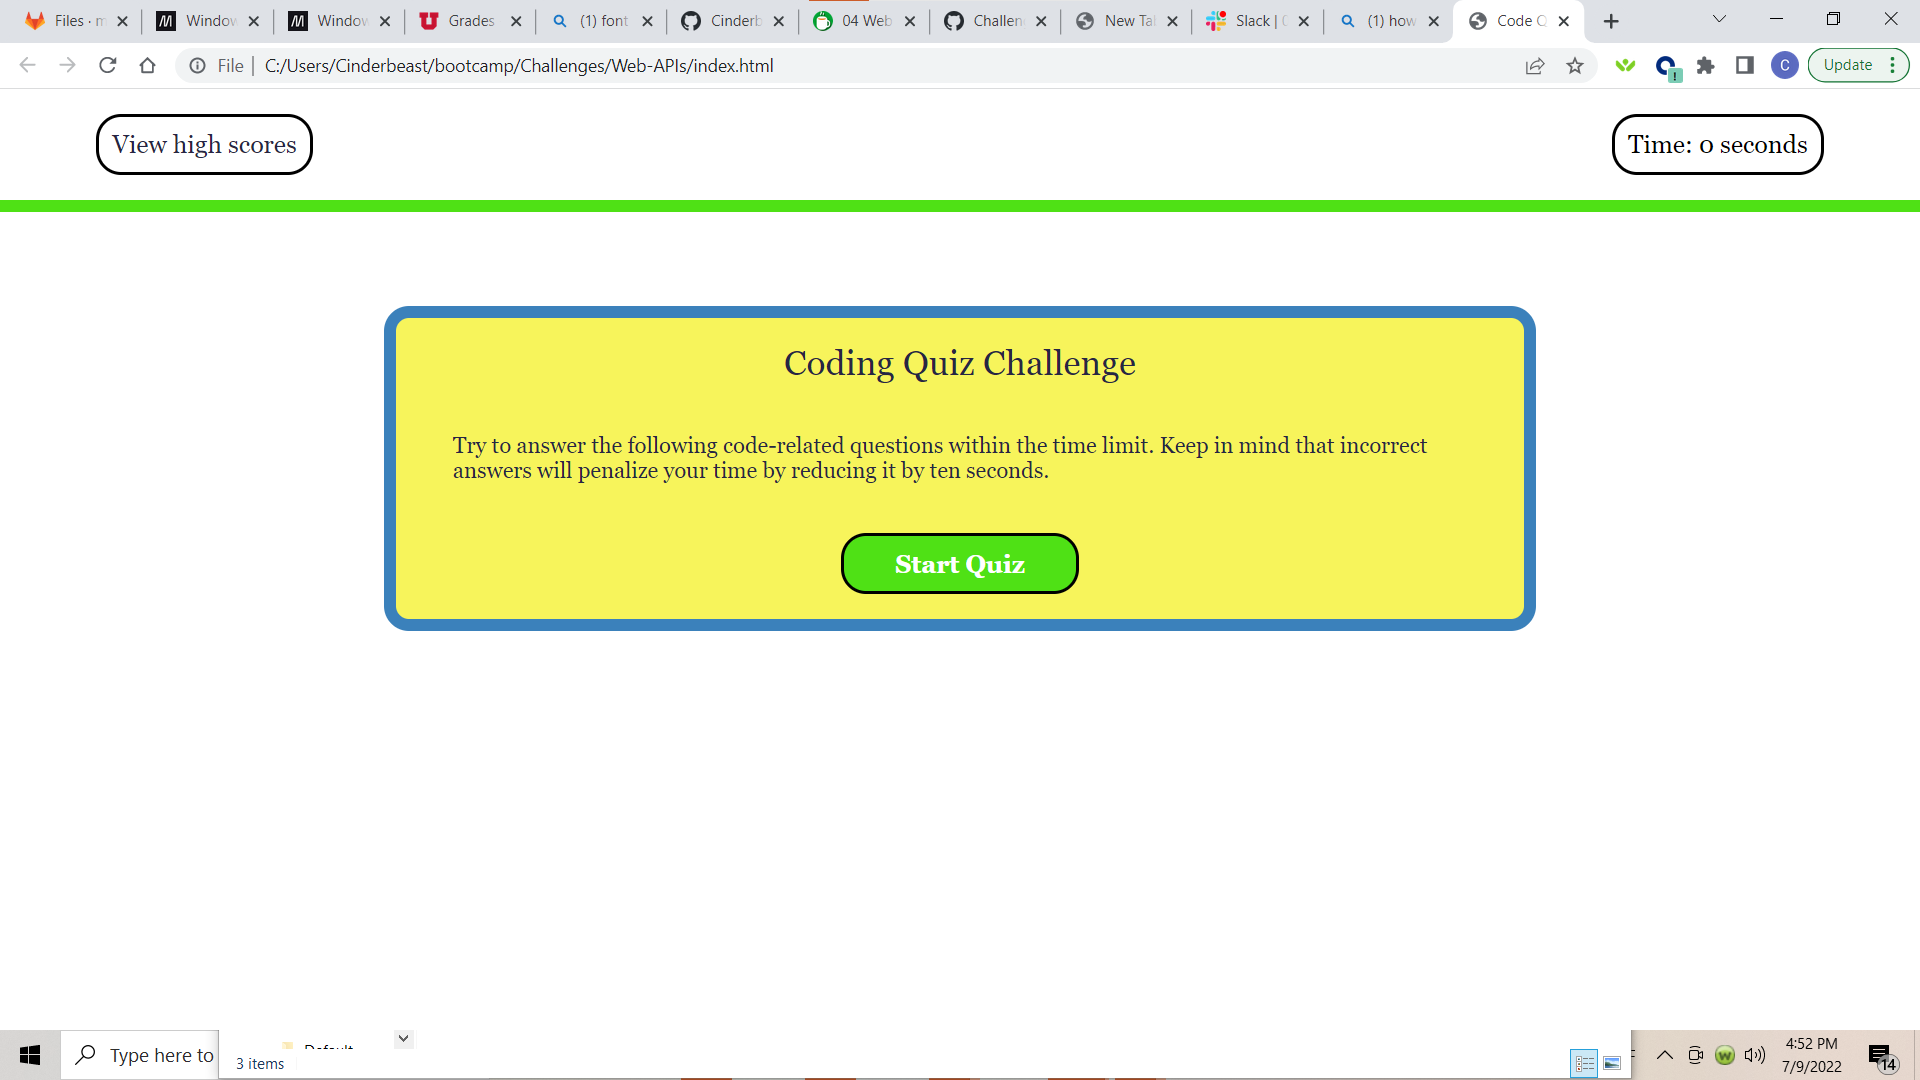 Files · m
Window
Window
Grades
(1) font
Cinderb
04 Web
Challen
New Tab
Slack |
(1) how
Code Q
File
C:/Users/Cinderbeast/bootcamp/Challenges/Web-APIs/index.html
C
Update
View high scores
Time: 0 seconds
Coding Quiz Challenge
Try to answer the following code-related questions within the time limit. Keep in mind that incorrect
answers will penalize your time by reducing it by ten seconds.
Start Quiz
Type here to
3 items
4:52 PM
7/9/2022
14